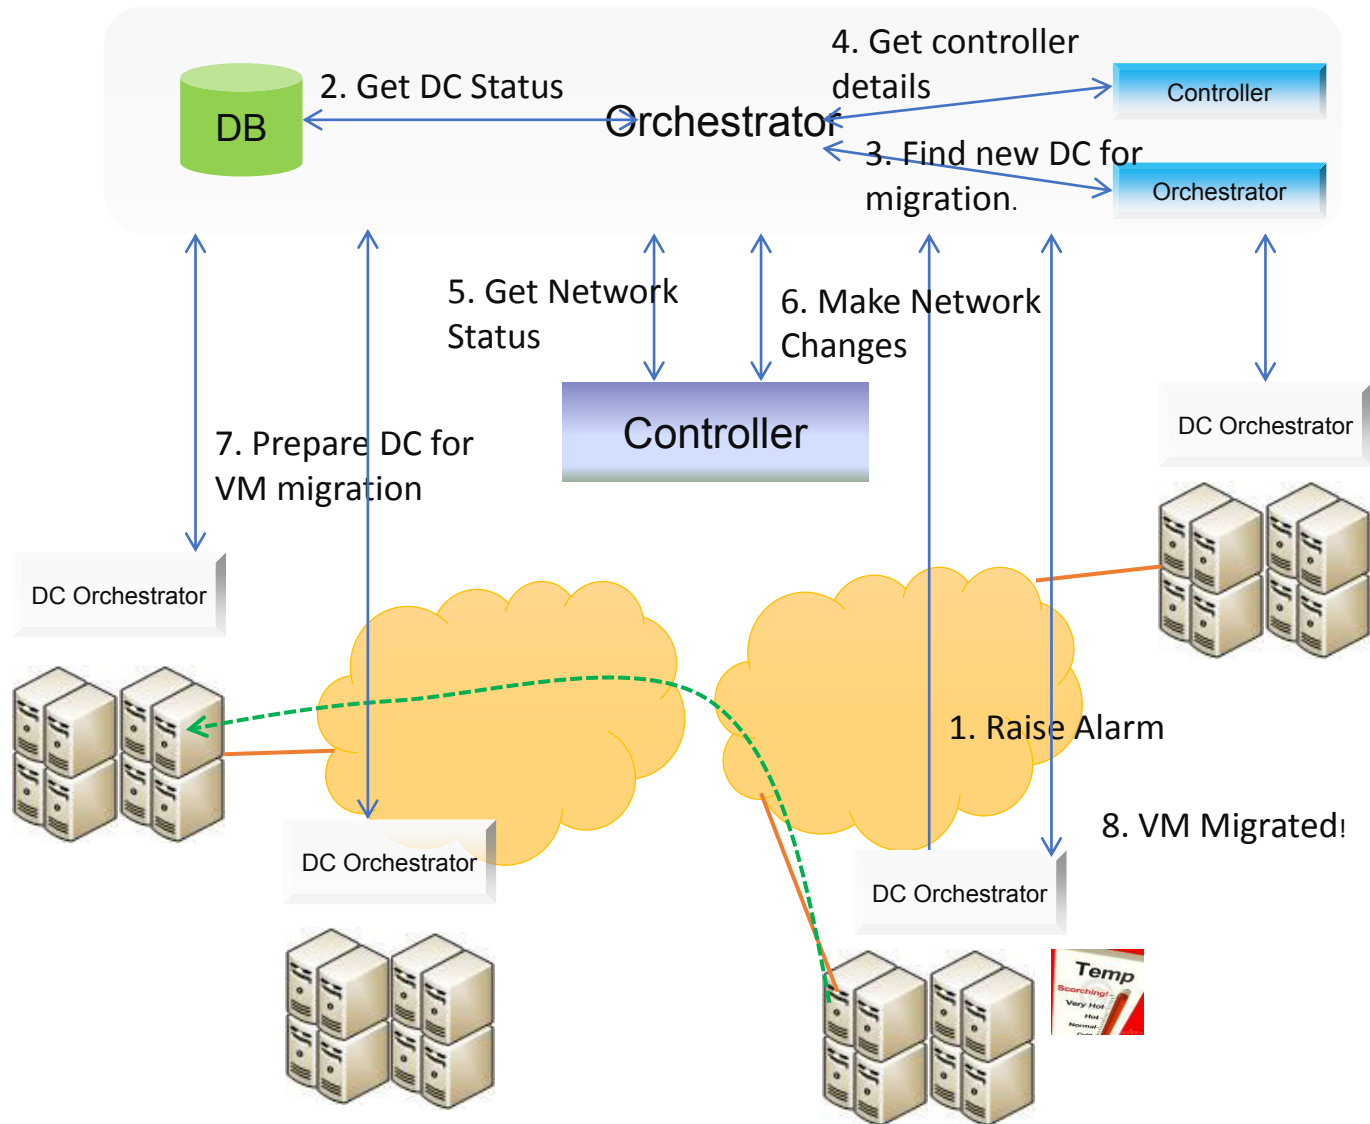 4. Get controller
details
2. Get DC Status
DB
Orchestrator
Controller
3. Find new DC for
migration.
Orchestrator
5. Get Network
Status
6. Make Network
Changes
Controller
DC Orchestrator
7. Prepare DC for
VM migration
DC Orchestrator
1. Raise Alarm
8. VM Migrated!
DC Orchestrator
DC Orchestrator
Temp
Scorching!
Very Hot
Hot
Normal